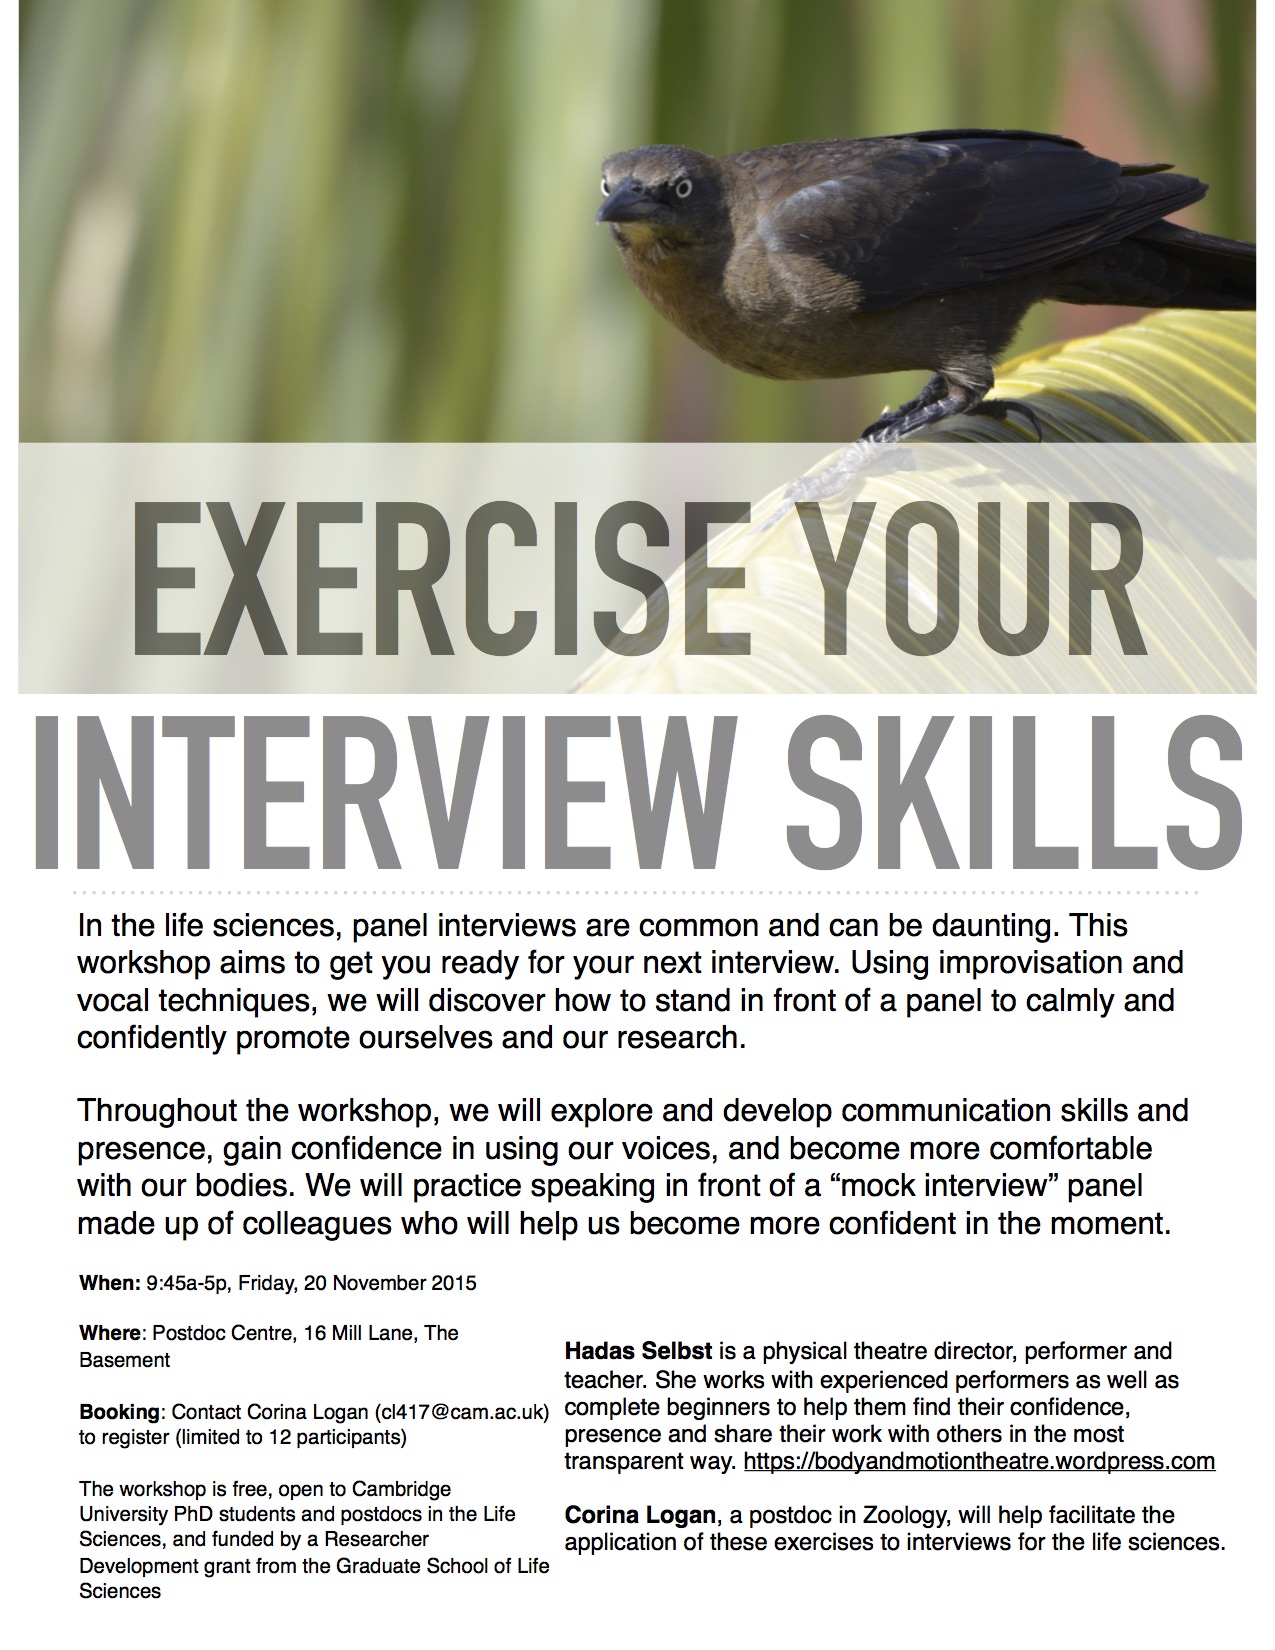 EXERCISE YOUR
INTERVIEW SKILLS
In the life sciences, panel interviews are common and can be daunting. This
workshop aims to get you ready for your next interview. Using improvisation and
vocal techniques, we will discover how to stand in front of a panel to calmly and
confidently promote ourselves and our research.
Throughout the workshop, we will explore and develop communication skills and
presence, gain confidence in using our voices, and become more comfortable
with our bodies. We will practice speaking in front of a “mock interview” panel
made up of colleagues who will help us become more confident in the moment.
When: 9:45a-5p, Friday, 20 November 2015
Where: Postdoc Centre, 16 Mill Lane, The
Basement
Booking: Contact Corina Logan (cl417@cam.ac.uk)
to register (limited to 12 participants)
The workshop is free, open to Cambridge
University PhD students and postdocs in the Life
Sciences, and funded by a Researcher
Development grant from the Graduate School of Life
Sciences
Hadas Selbst is a physical theatre director, performer and
teacher. She works with experienced performers as well as
complete beginners to help them find their confidence,
presence and share their work with others in the most
transparent way. https://bodyandmotiontheatre.wordpress.com
Corina Logan, a postdoc in Zoology, will help facilitate the
application of these exercises to interviews for the life sciences.